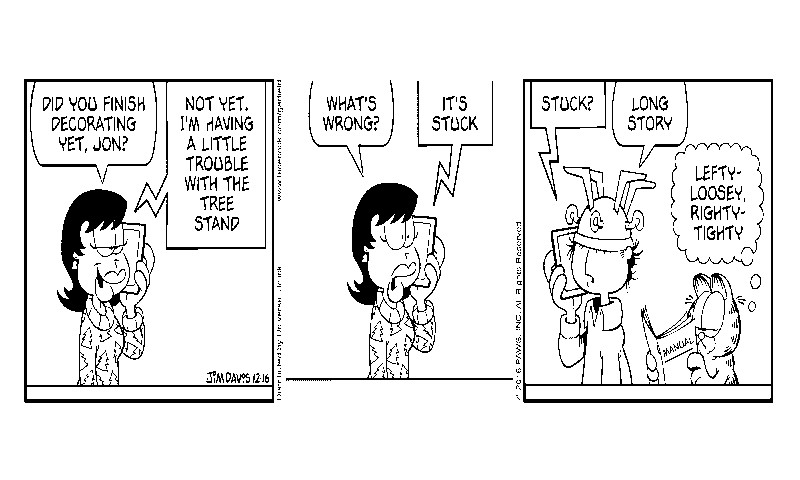 DID YOU FINISH
DECORATING
YET, JON?
NOT YET.
I'M HAVING
A LITTLE
TROUBLE
WITH THE
TREE
STAND
JIM DAVIS 12·16
WHAT'S
WRONG?
IT'S
STUCK
STUCK?
LONG
STORY
LEFTY-
LOOSEY,
RIGHTY-
TIGHTY
MANUAL
© 2016 PAWS, INC. All Rights Reserved